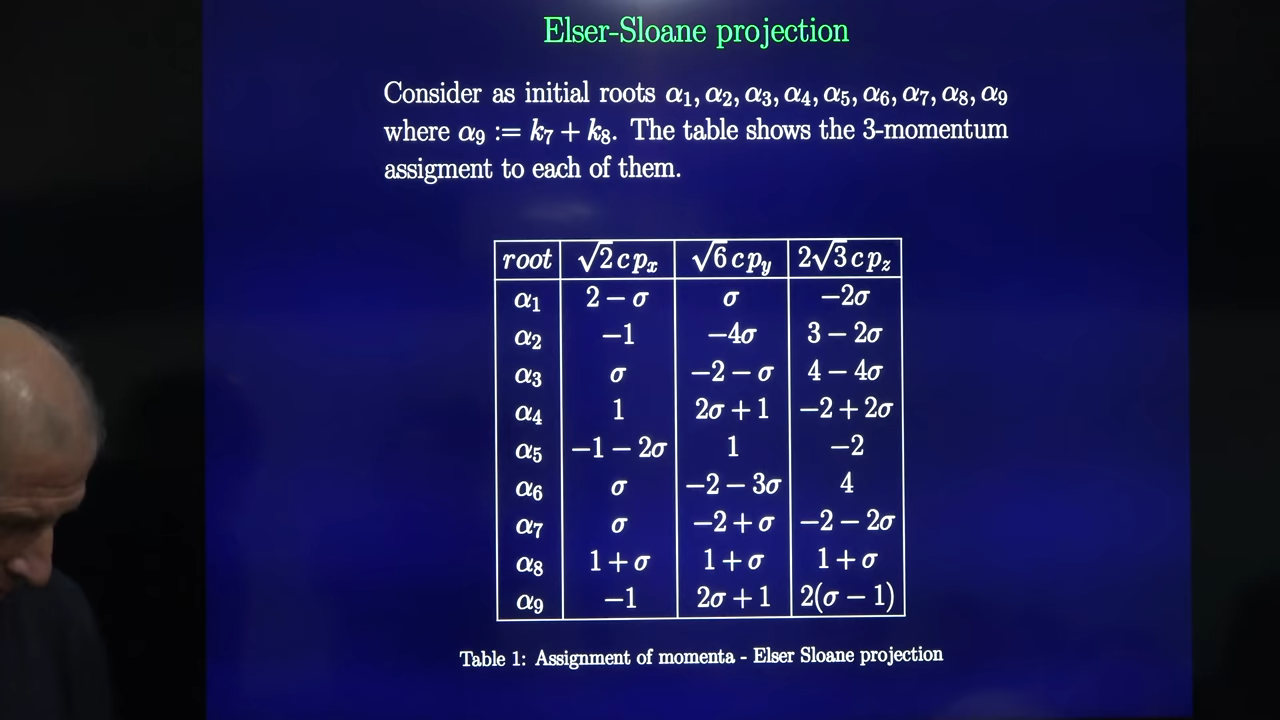 Elser-Sloane projection
Consider as initial roots α₁, α₂, α₃, α₄, α₅, α₆, α₇, α₈, α₉
where α₉ := k₇ + k₈. The table shows the 3-momentum
assigment to each of them.
root √2 c pₓ √6 c p_y 2√3 c p_z
α₁ 2 − σ σ −2σ
α₂ −1 −4σ 3 − 2σ
α₃ σ −2 − σ 4 − 4σ
α₄ 1 2σ + 1 −2 + 2σ
α₅ −1 − 2σ 1 −2
α₆ σ −2 − 3σ 4
α₇ σ −2 + σ −2 − 2σ
α₈ 1 + σ 1 + σ 1 + σ
α₉ −1 2σ + 1 2(σ − 1)
Table 1: Assignment of momenta - Elser Sloane projection